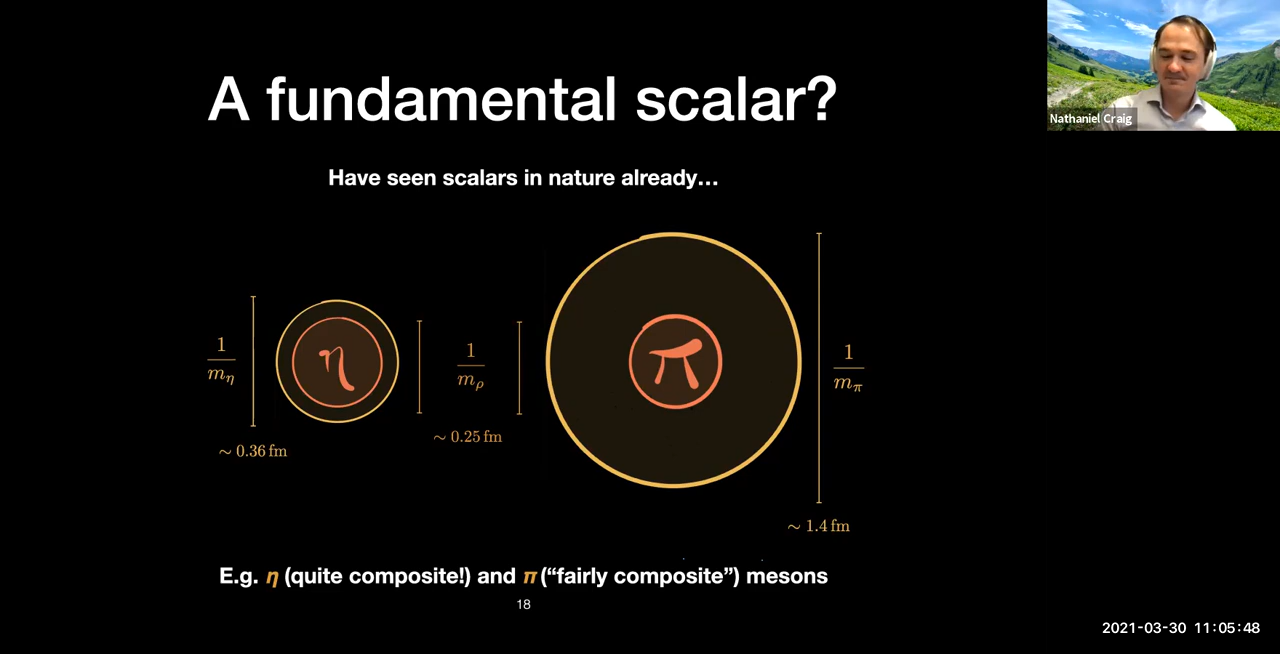 A fundamental scalar?
Nathaniel Craig
Have seen scalars in nature already...
1/m_η
~ 0.36 fm
η
1/m_ρ
~ 0.25 fm
π
1/m_π
~ 1.4 fm
E.g. η (quite composite!) and π (“fairly composite”) mesons
18
2021-03-30 11:05:48